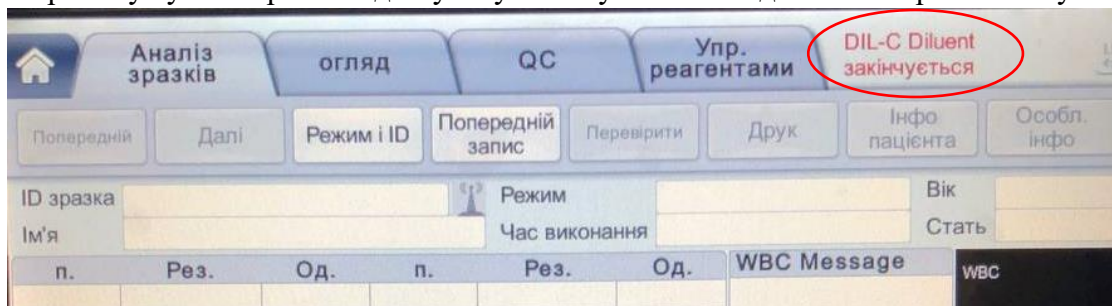 Аналіз зразків
огляд
QC
Упр. реагентами
DIL-C Diluent закінчується
Попередній
Далі
Режим і ID
Попередній запис
Перевірити
Друк
Інфо пацієнта
Особл. інфо
ID зразка
Режим
Вік
Ім'я
Час виконання
Стать
п.
Рез.
Од.
п.
Рез.
Од.
WBC Message
WBC